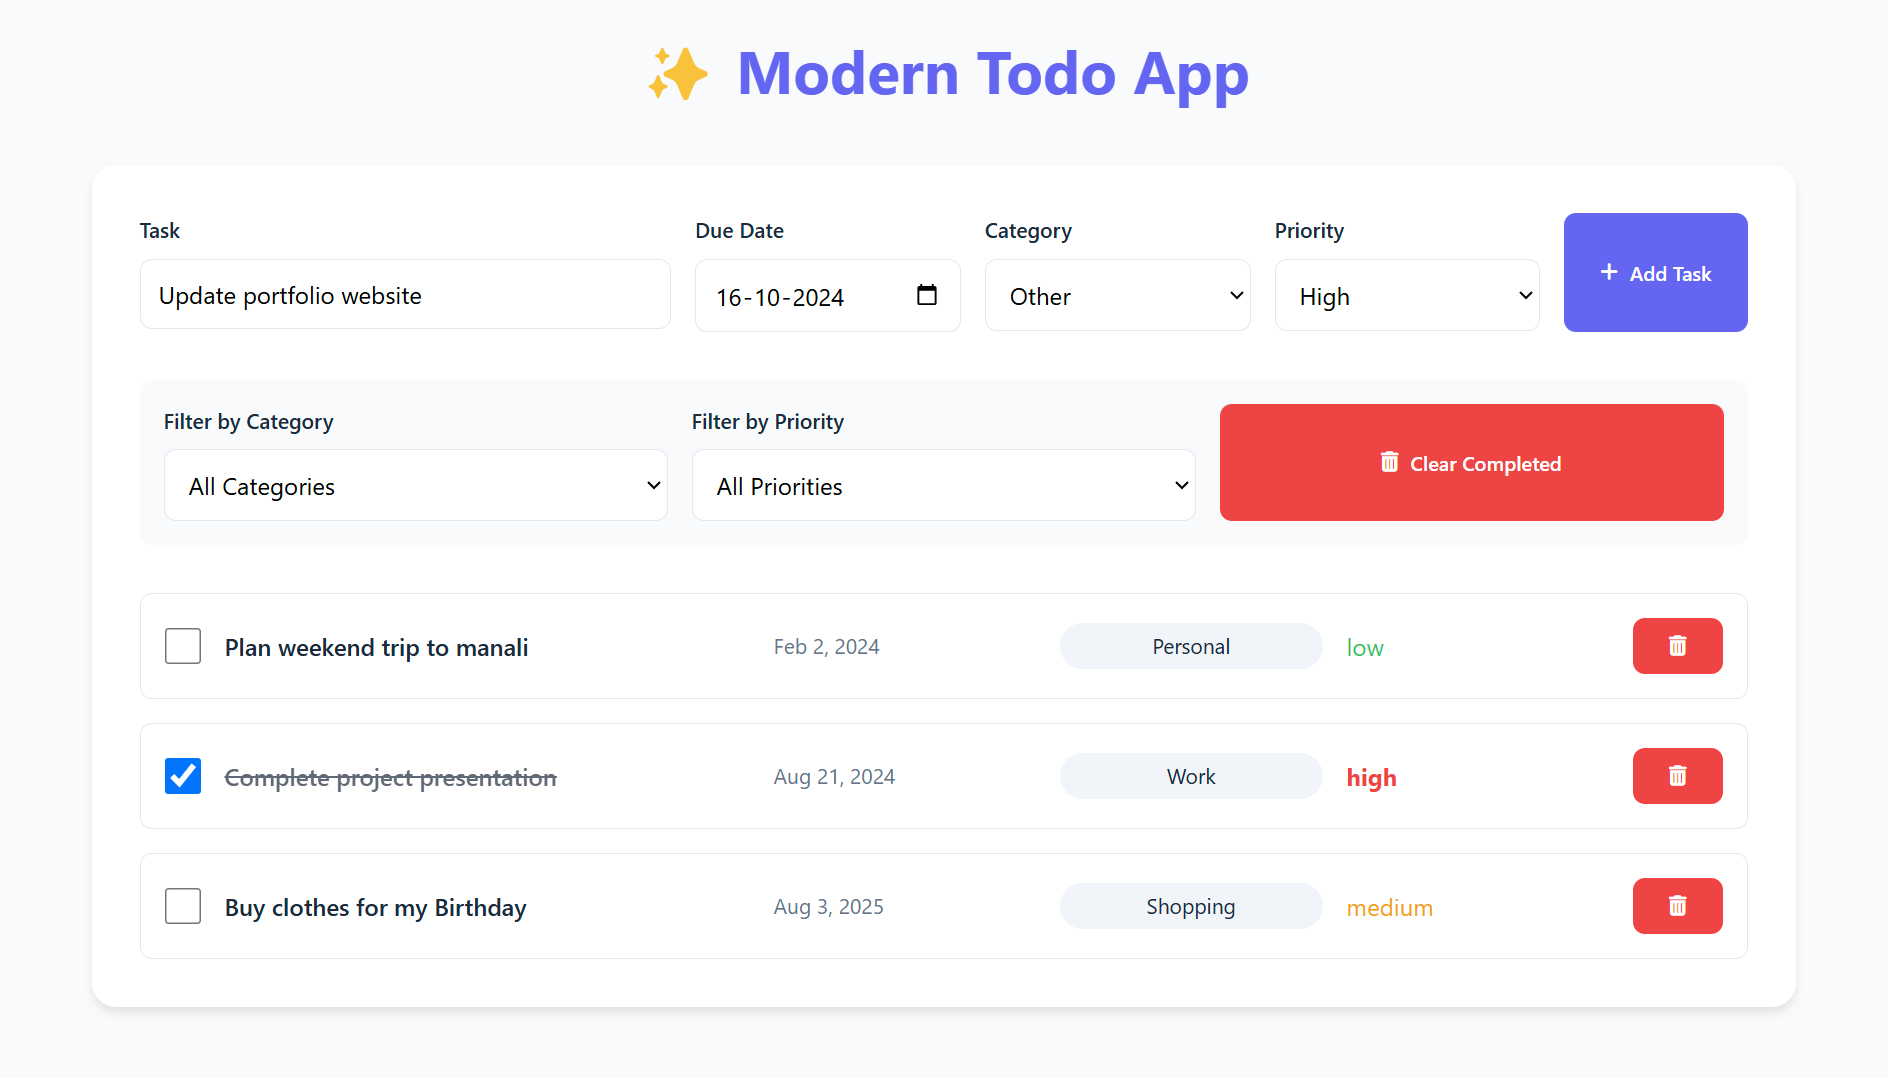 ✨ Modern Todo App
Task
Due Date
Category
Priority
Update portfolio website
16-10-2024
Other
High
+ Add Task
Filter by Category
Filter by Priority
All Categories
All Priorities
Clear Completed
Plan weekend trip to manali
Feb 2, 2024
Personal
low
Complete project presentation
Aug 21, 2024
Work
high
Buy clothes for my Birthday
Aug 3, 2025
Shopping
medium